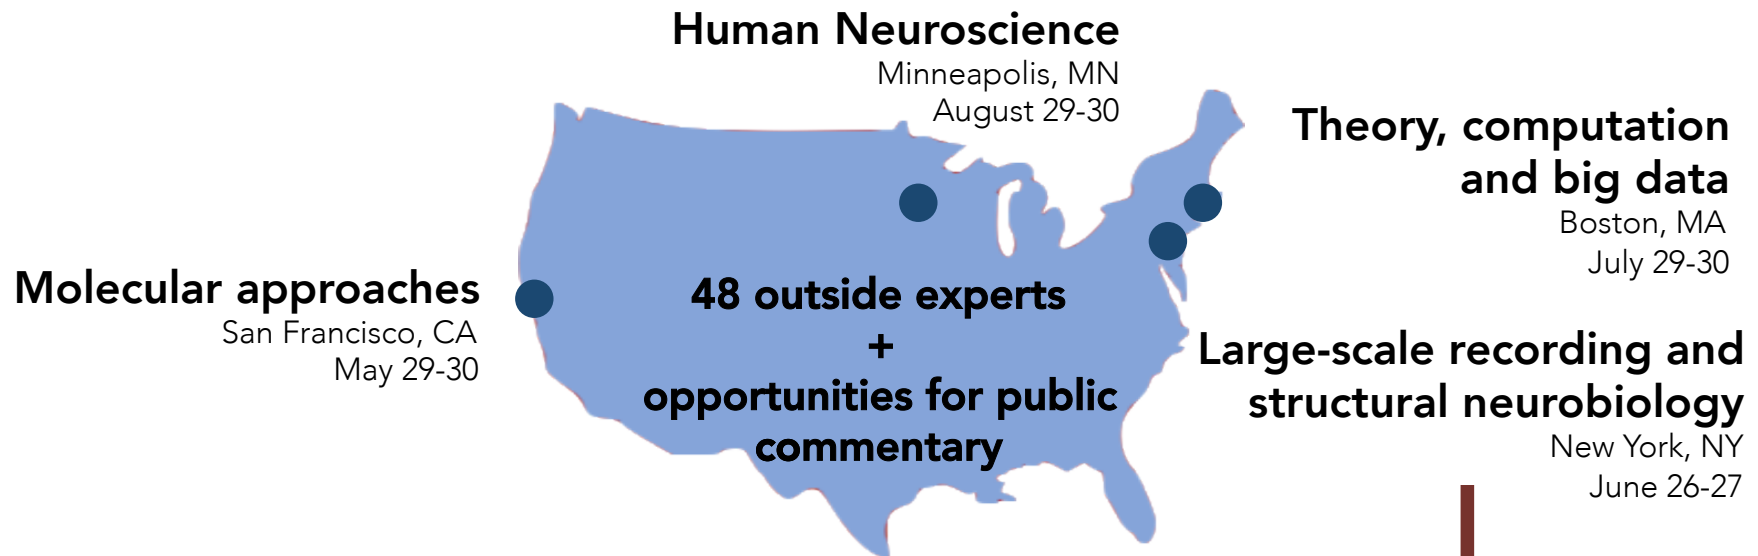 Human Neuroscience
Minneapolis, MN
August 29-30
Theory, computation
and big data
Boston, MA
July 29-30
Molecular approaches
San Francisco, CA
May 29-30
48 outside experts
+
opportunities for public
commentary
Large-scale recording and
structural neurobiology
New York, NY
June 26-27